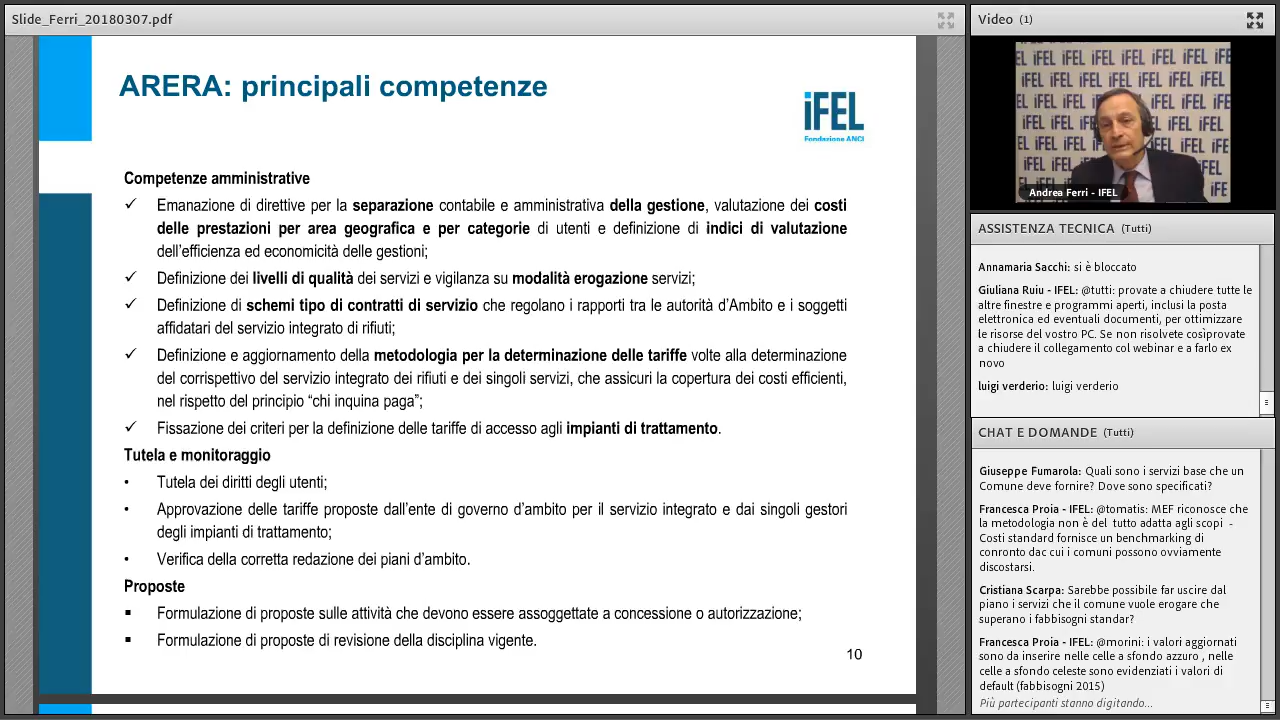 Slide_Ferri_20180307.pdf
ARERA: principali competenze
iFEL
Fondazione ANCI
Competenze amministrative
✓ Emanazione di direttive per la separazione contabile e amministrativa della gestione, valutazione dei costi
delle prestazioni per area geografica e per categorie di utenti e definizione di indici di valutazione
dell'efficienza ed economicità delle gestioni;
✓ Definizione dei livelli di qualità dei servizi e vigilanza su modalità erogazione servizi;
✓ Definizione di schemi tipo di contratti di servizio che regolano i rapporti tra le autorità d'Ambito e i soggetti
affidatari del servizio integrato di rifiuti;
✓ Definizione e aggiornamento della metodologia per la determinazione delle tariffe volte alla determinazione
del corrispettivo del servizio integrato dei rifiuti e dei singoli servizi, che assicuri la copertura dei costi efficienti,
nel rispetto del principio “chi inquina paga”;
✓ Fissazione dei criteri per la definizione delle tariffe di accesso agli impianti di trattamento.
Tutela e monitoraggio
• Tutela dei diritti degli utenti;
• Approvazione delle tariffe proposte dall'ente di governo d'ambito per il servizio integrato e dai singoli gestori
degli impianti di trattamento;
• Verifica della corretta redazione dei piani d'ambito.
Proposte
▪ Formulazione di proposte sulle attività che devono essere assoggettate a concessione o autorizzazione;
▪ Formulazione di proposte di revisione della disciplina vigente.
10
Video (1)
IFEL IFEL IFEL IFEL
Andrea Ferri - IFEL
ASSISTENZA TECNICA (Tutti)
Annamaria Sacchi: si è bloccato
Giuliana Ruiu - IFEL: @tutti: provate a chiudere tutte le
altre finestre e programmi aperti, inclusi la posta
elettronica ed eventuali documenti, per ottimizzare
le risorse del vostro PC. Se non risolvete cosìprovate
a chiudere il collegamento col webinar e a farlo ex
novo
luigi verderio: luigi verderio
CHAT E DOMANDE (Tutti)
Giuseppe Fumarola: Quali sono i servizi base che un
Comune deve fornire? Dove sono specificati?
Francesca Proia - IFEL: @tomatis: MEF riconosce che
la metodologia non è del tutto adatta agli scopi -
Costi standard fornisce un benchmarking di
conronto dac cui i comuni possono ovviamente
discostarsi.
Cristiana Scarpa: Sarebbe possibile far uscire dal
piano i servizi che il comune vuole erogare che
superano i fabbisogni standar?
Francesca Proia - IFEL: @morini: i valori aggiornati
sono da inserire nelle celle a sfondo azzuro , nelle
celle a sfondo celeste sono evidenziati i valori di
default (fabbisogni 2015)
Più partecipanti stanno digitando...